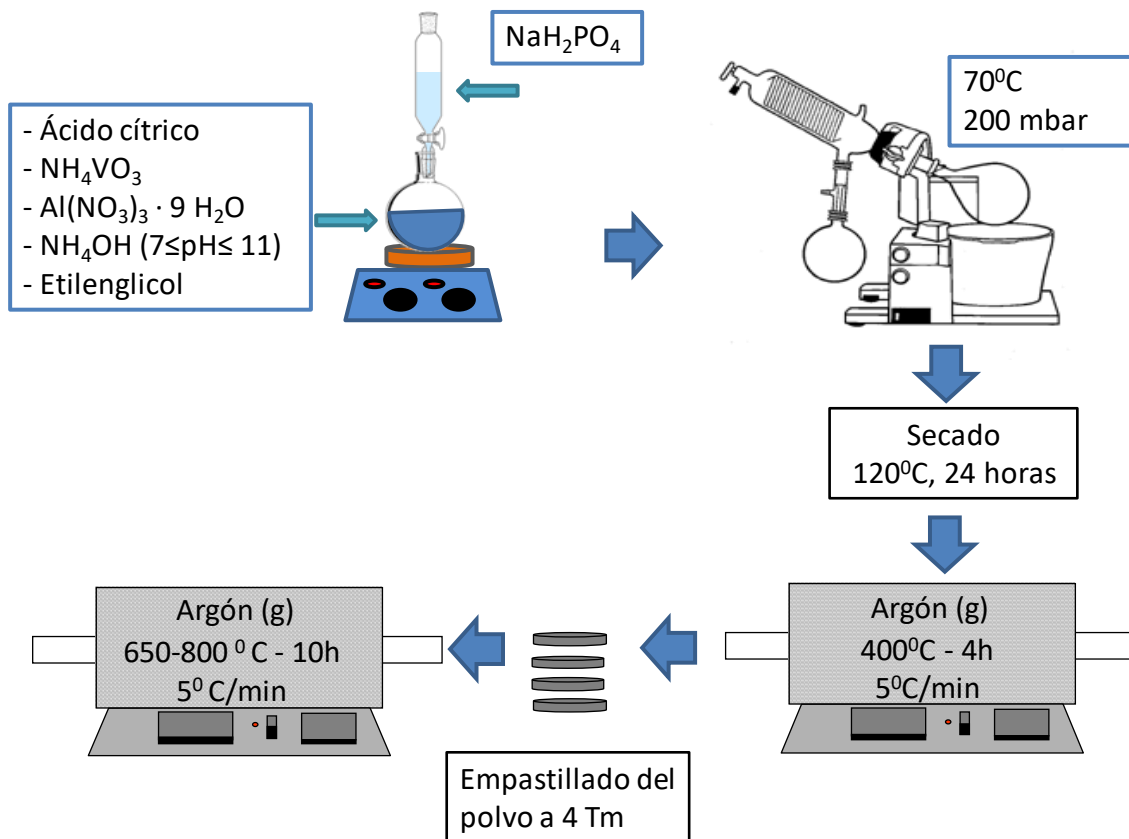 NaH₂PO₄
- Ácido cítrico
- NH₄VO₃
- Al(NO₃)₃ · 9 H₂O
- NH₄OH (7≤pH≤ 11)
- Etilenglicol
70⁰C
200 mbar
Secado
120⁰C, 24 horas
Argón (g)
400⁰C - 4h
5⁰C/min
Empastillado del
polvo a 4 Tm
Argón (g)
650-800 ⁰ C - 10h
5⁰ C/min